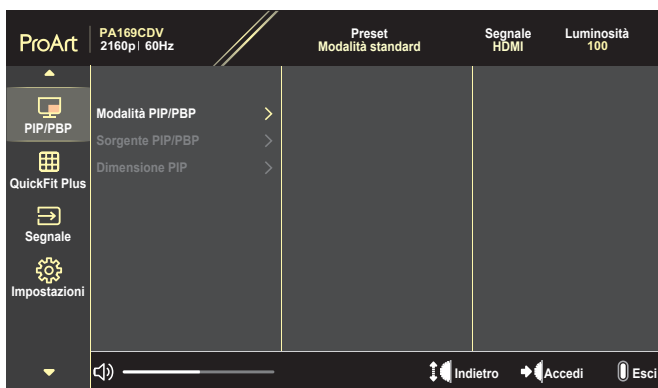 ProArt
PA169CDV
2160p| 60Hz
Preset
Modalità standard
Segnale
HDMI
Luminosità
100
PIP/PBP
QuickFit Plus
Segnale
Impostazioni
Modalità PIP/PBP
Sorgente PIP/PBP
Dimensione PIP
Indietro
Accedi
Esci